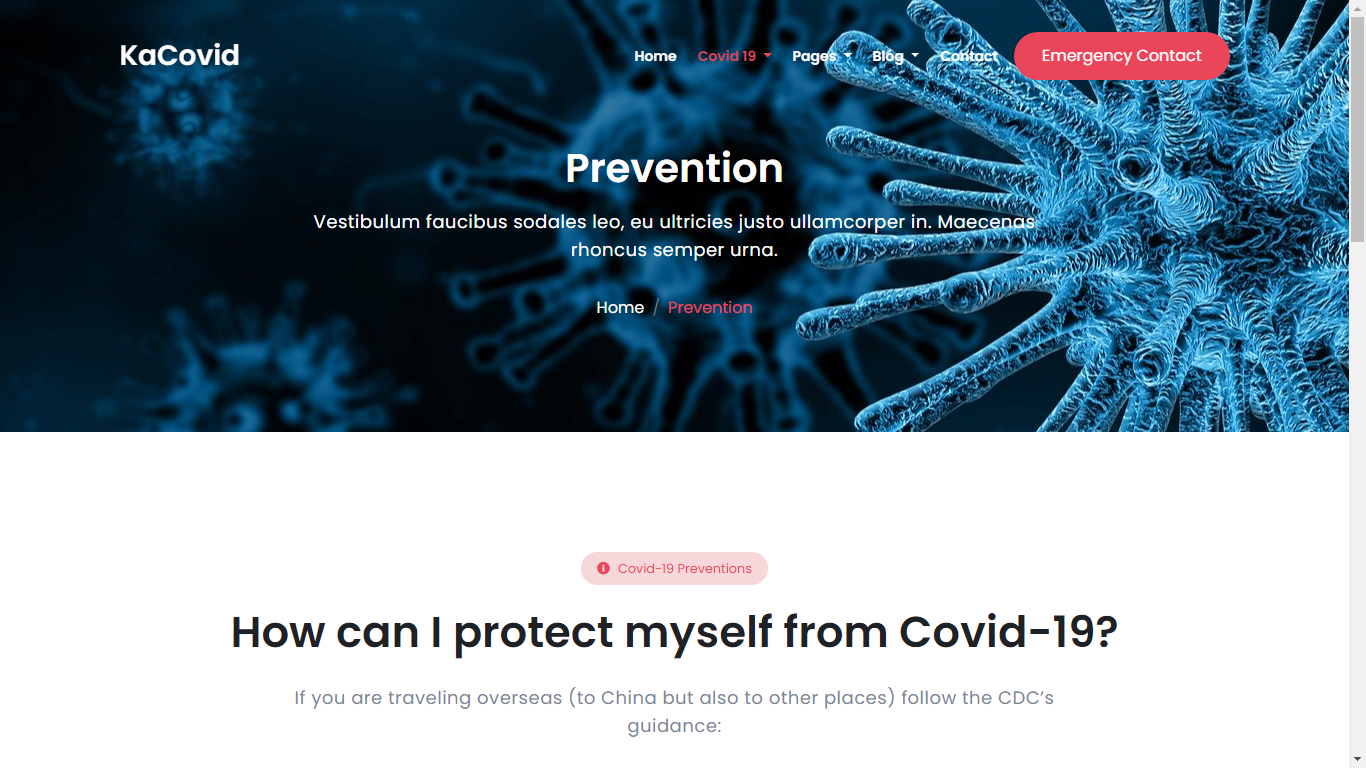 KaCovid
Home Covid 19 Pages Blog Contact Emergency Contact
Prevention
Vestibulum faucibus sodales leo, eu ultricies justo ullamcorper in. Maecenas
rhoncus semper urna.
Home / Prevention
Covid-19 Preventions
How can I protect myself from Covid-19?
If you are traveling overseas (to China but also to other places) follow the CDC’s
guidance: